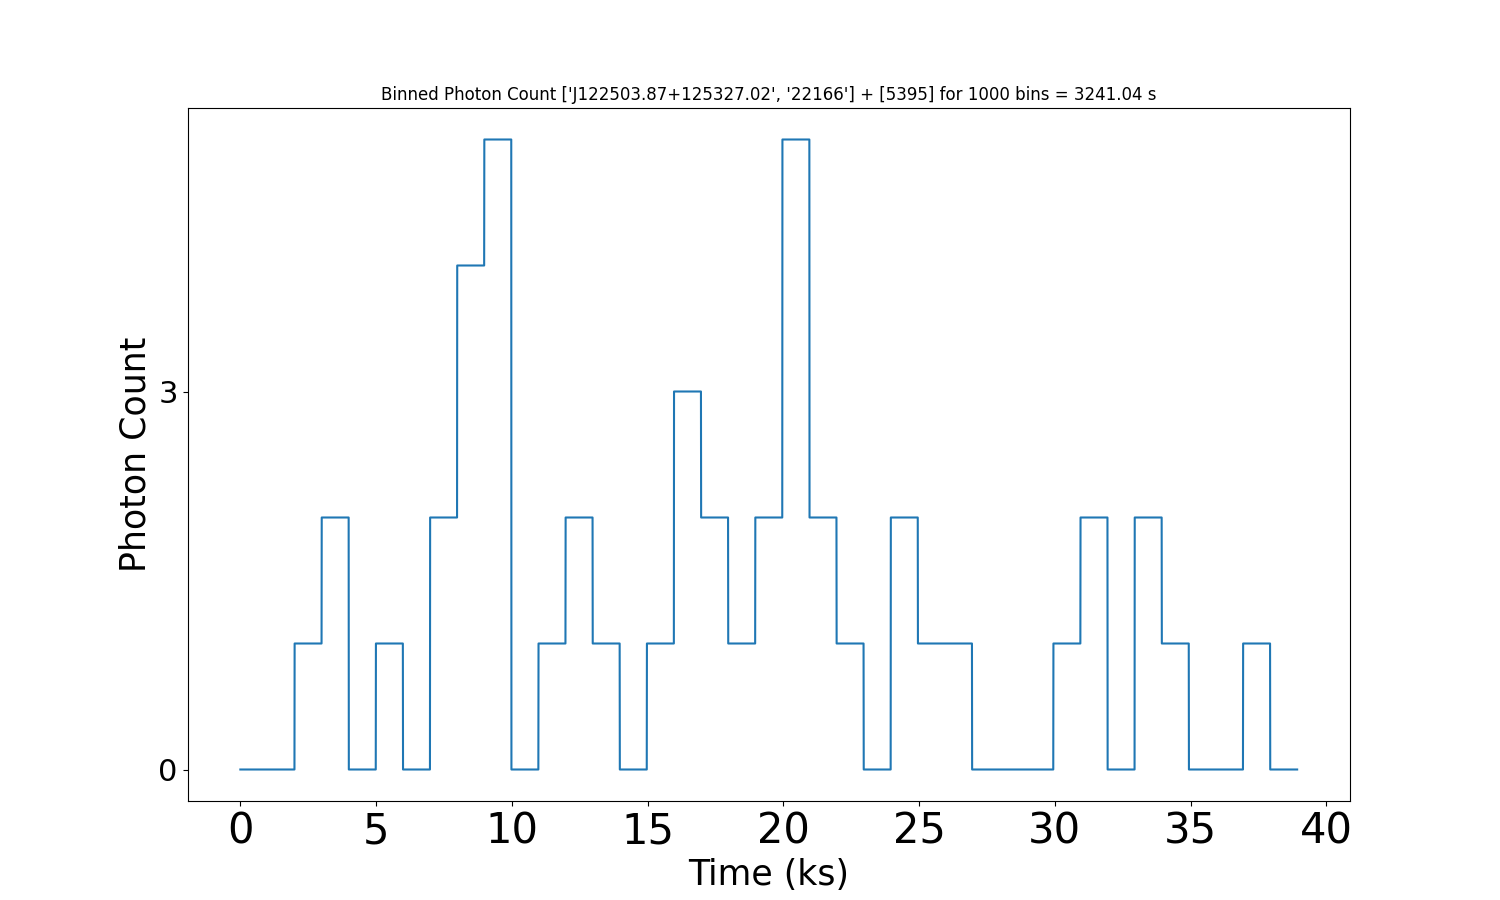 Binned Photon Count ['J122503.87+125327.02', '22166'] + [5395] for 1000 bins = 3241.04 s
Photon Count
3
0
0 5 10 15 20 25 30 35 40
Time (ks)